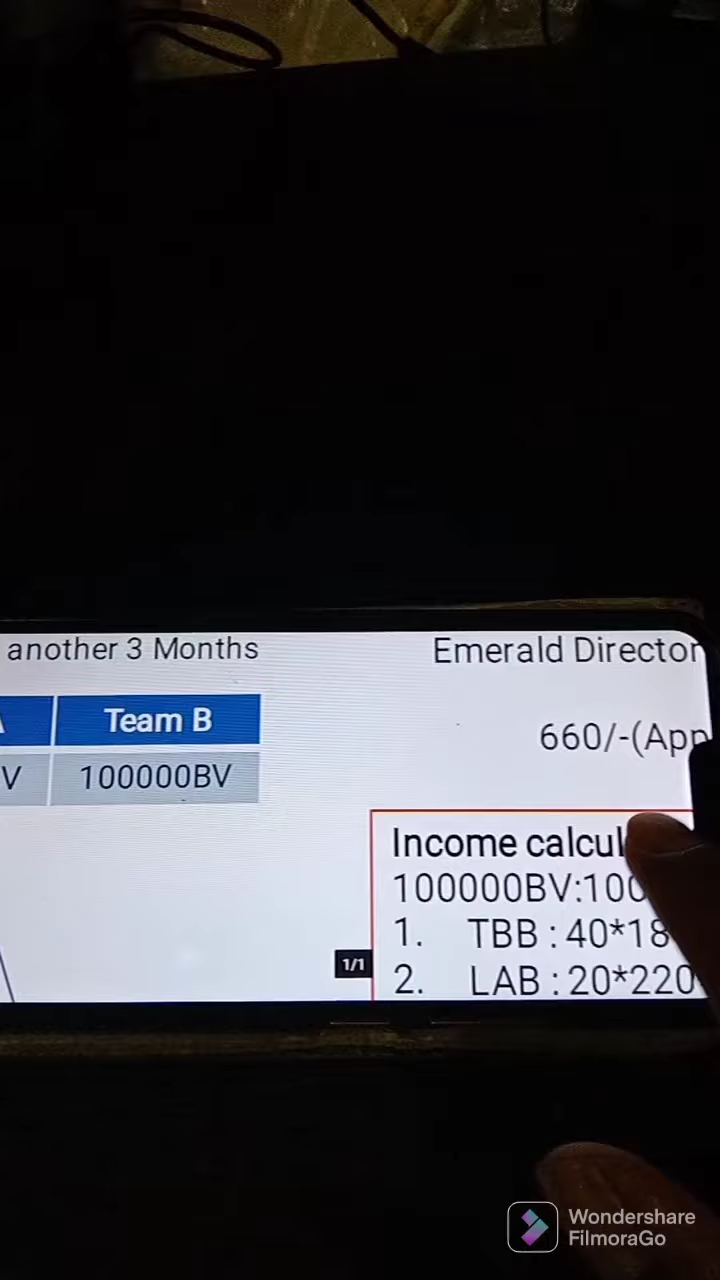 another 3 Months
Emerald Director
Team B
660/-(App
V
100000BV
Income calcul
100000BV:100
1. TBB : 40*18
1/1
2. LAB : 20*220
Wondershare
FilmoraGo